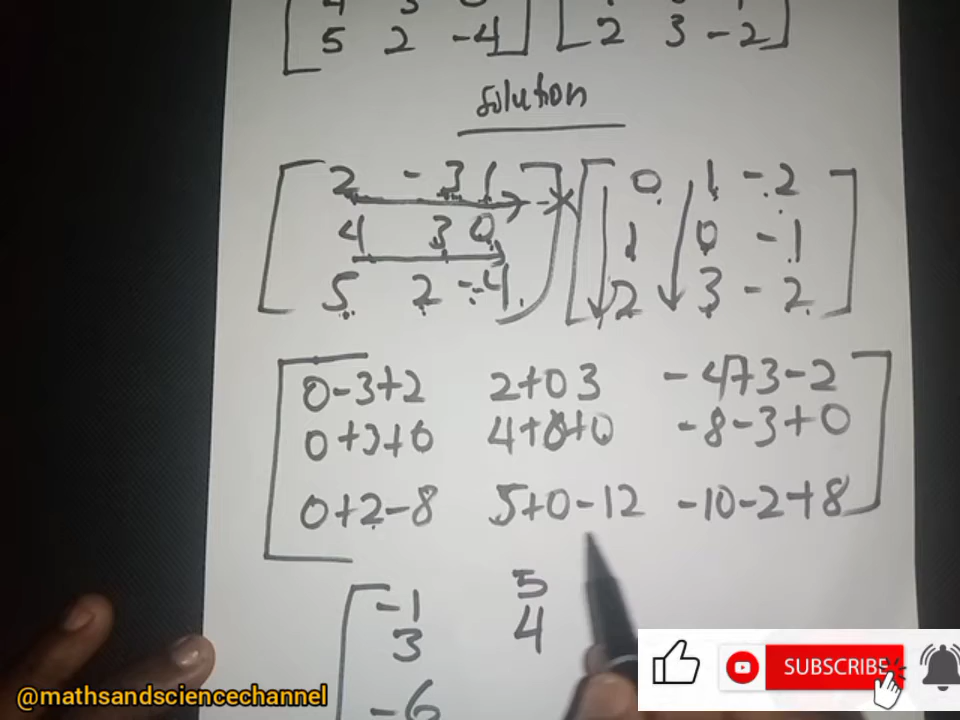 5 2 -4 2 3 -2
Solution
2 -3 1 × 0 1 -2
4 3 0 1 0 -1
5 2 -4 2 3 -2
0-3+2 2+0 3 -4+3-2
0+3+0 4+0+0 -8-3+0
0+2-8 5+0-12 -10-2+8
-1 5
3 4
-6
SUBSCRIBE
@mathsandsciencechannel